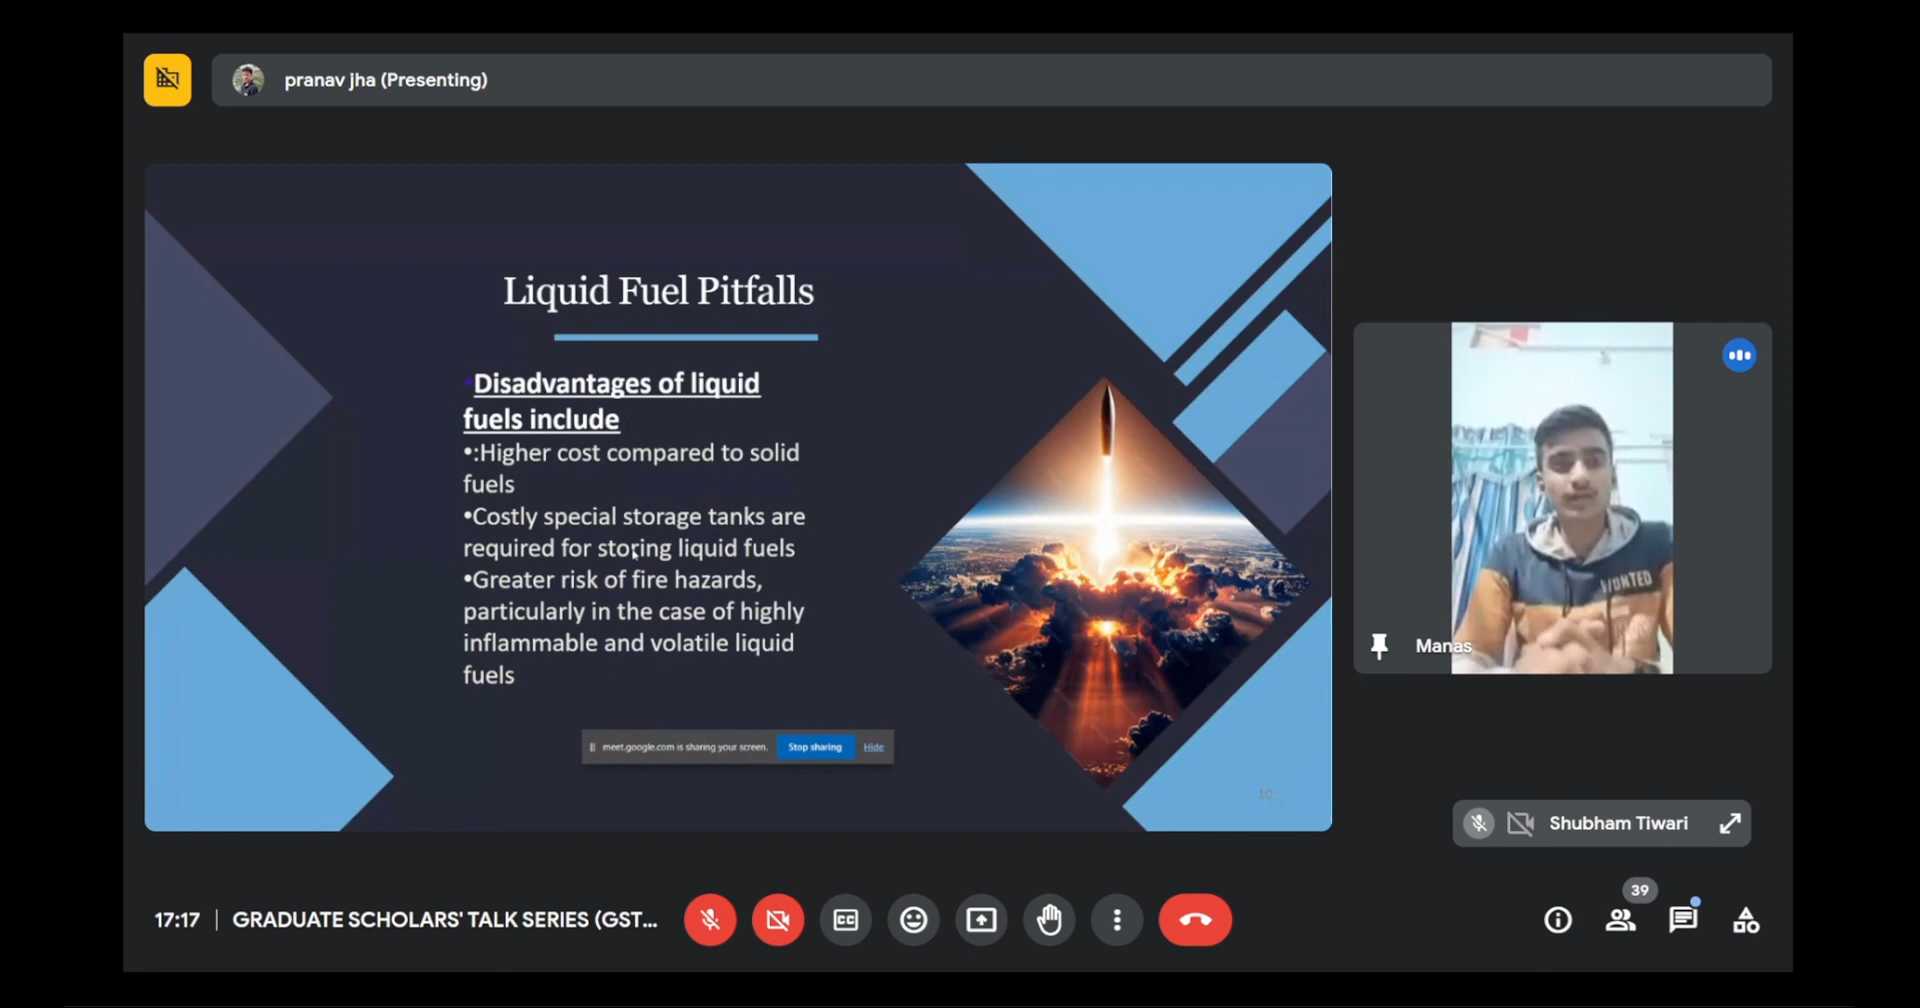 pranav jha (Presenting)
Liquid Fuel Pitfalls
•Disadvantages of liquid
fuels include
•:Higher cost compared to solid
fuels
•Costly special storage tanks are
required for storing liquid fuels
•Greater risk of fire hazards,
particularly in the case of highly
inflammable and volatile liquid
fuels
meet.google.com is sharing your screen. Stop sharing Hide
10
WONTED
Manas
Shubham Tiwari
39
17:17 | GRADUATE SCHOLARS' TALK SERIES (GST...
CC